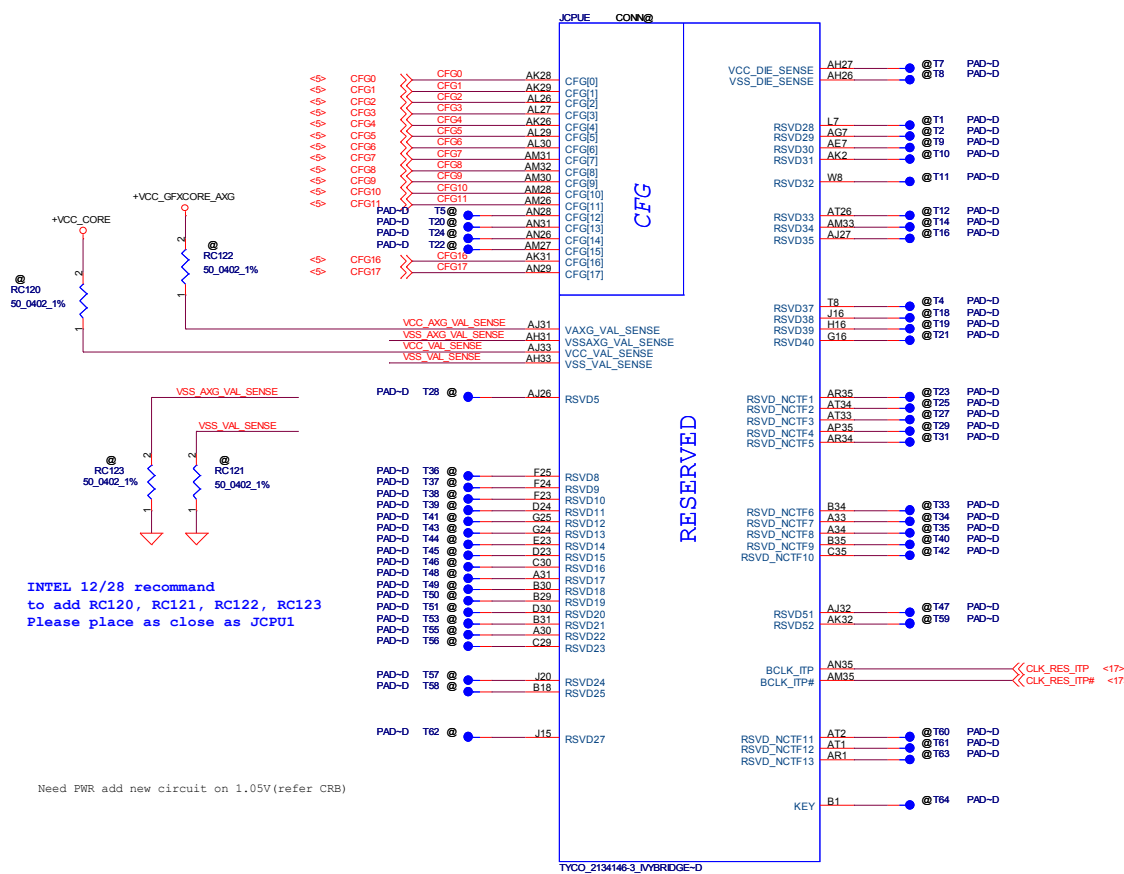 JCPUE CONN@
<5> CFG0 CFG0 AK28 CFG[0]
<5> CFG1 CFG1 AK29 CFG[1]
<5> CFG2 CFG2 AL26 CFG[2]
<5> CFG3 CFG3 AL27 CFG[3]
<5> CFG4 CFG4 AK26 CFG[4]
<5> CFG5 CFG5 AL29 CFG[5]
<5> CFG6 CFG6 AL30 CFG[6]
<5> CFG7 CFG7 AM31 CFG[7]
<5> CFG8 CFG8 AM32 CFG[8]
<5> CFG9 CFG9 AM30 CFG[9]
<5> CFG10 CFG10 AM28 CFG[10]
<5> CFG11 CFG11 AM26 CFG[11]
PAD~D T5 @ AN28 CFG[12]
PAD~D T20 @ AN31 CFG[13]
PAD~D T24 @ AN26 CFG[14]
PAD~D T22 @ AM27 CFG[15]
<5> CFG16 CFG16 AK31 CFG[16]
<5> CFG17 CFG17 AN29 CFG[17]
CFG
+VCC_GFXCORE_AXG
+VCC_CORE
2
@
RC122
50_0402_1%
1
2
@
RC120
50_0402_1%
1
VCC_AXG_VAL_SENSE AJ31 VAXG_VAL_SENSE
VSS_AXG_VAL_SENSE AH31 VSSAXG_VAL_SENSE
VCC_VAL_SENSE AJ33 VCC_VAL_SENSE
VSS_VAL_SENSE AH33 VSS_VAL_SENSE
VSS_AXG_VAL_SENSE
VSS_VAL_SENSE
2
@
RC123
50_0402_1%
1
2
@
RC121
50_0402_1%
1
INTEL 12/28 recommand
to add RC120, RC121, RC122, RC123
Please place as close as JCPU1
Need PWR add new circuit on 1.05V(refer CRB)
PAD~D T28 @ AJ26 RSVD5
PAD~D T36 @ F25 RSVD8
PAD~D T37 @ F24 RSVD9
PAD~D T38 @ F23 RSVD10
PAD~D T39 @ D24 RSVD11
PAD~D T41 @ G25 RSVD12
PAD~D T43 @ G24 RSVD13
PAD~D T44 @ E23 RSVD14
PAD~D T45 @ D23 RSVD15
PAD~D T46 @ C30 RSVD16
PAD~D T48 @ A31 RSVD17
PAD~D T49 @ B30 RSVD18
PAD~D T50 @ B29 RSVD19
PAD~D T51 @ D30 RSVD20
PAD~D T53 @ B31 RSVD21
PAD~D T55 @ A30 RSVD22
PAD~D T56 @ C29 RSVD23
PAD~D T57 @ J20 RSVD24
PAD~D T58 @ B18 RSVD25
PAD~D T62 @ J15 RSVD27
RESERVED
VCC_DIE_SENSE AH27 @T7 PAD~D
VSS_DIE_SENSE AH26 @T8 PAD~D
RSVD28 L7 @T1 PAD~D
RSVD29 AG7 @T2 PAD~D
RSVD30 AE7 @T9 PAD~D
RSVD31 AK2 @T10 PAD~D
RSVD32 W8 @T11 PAD~D
RSVD33 AT26 @T12 PAD~D
RSVD34 AM33 @T14 PAD~D
RSVD35 AJ27 @T16 PAD~D
RSVD37 T8 @T4 PAD~D
RSVD38 J16 @T18 PAD~D
RSVD39 H16 @T19 PAD~D
RSVD40 G16 @T21 PAD~D
RSVD_NCTF1 AR35 @T23 PAD~D
RSVD_NCTF2 AT34 @T25 PAD~D
RSVD_NCTF3 AT33 @T27 PAD~D
RSVD_NCTF4 AP35 @T29 PAD~D
RSVD_NCTF5 AR34 @T31 PAD~D
RSVD_NCTF6 B34 @T33 PAD~D
RSVD_NCTF7 A33 @T34 PAD~D
RSVD_NCTF8 A34 @T35 PAD~D
RSVD_NCTF9 B35 @T40 PAD~D
RSVD_NCTF10 C35 @T42 PAD~D
RSVD51 AJ32 @T47 PAD~D
RSVD52 AK32 @T59 PAD~D
BCLK_ITP AN35 CLK_RES_ITP <17>
BCLK_ITP# AM35 CLK_RES_ITP# <17
RSVD_NCTF11 AT2 @T60 PAD~D
RSVD_NCTF12 AT1 @T61 PAD~D
RSVD_NCTF13 AR1 @T63 PAD~D
KEY B1 @T64 PAD~D
TYCO_2134146-3_IVYBRIDGE~D